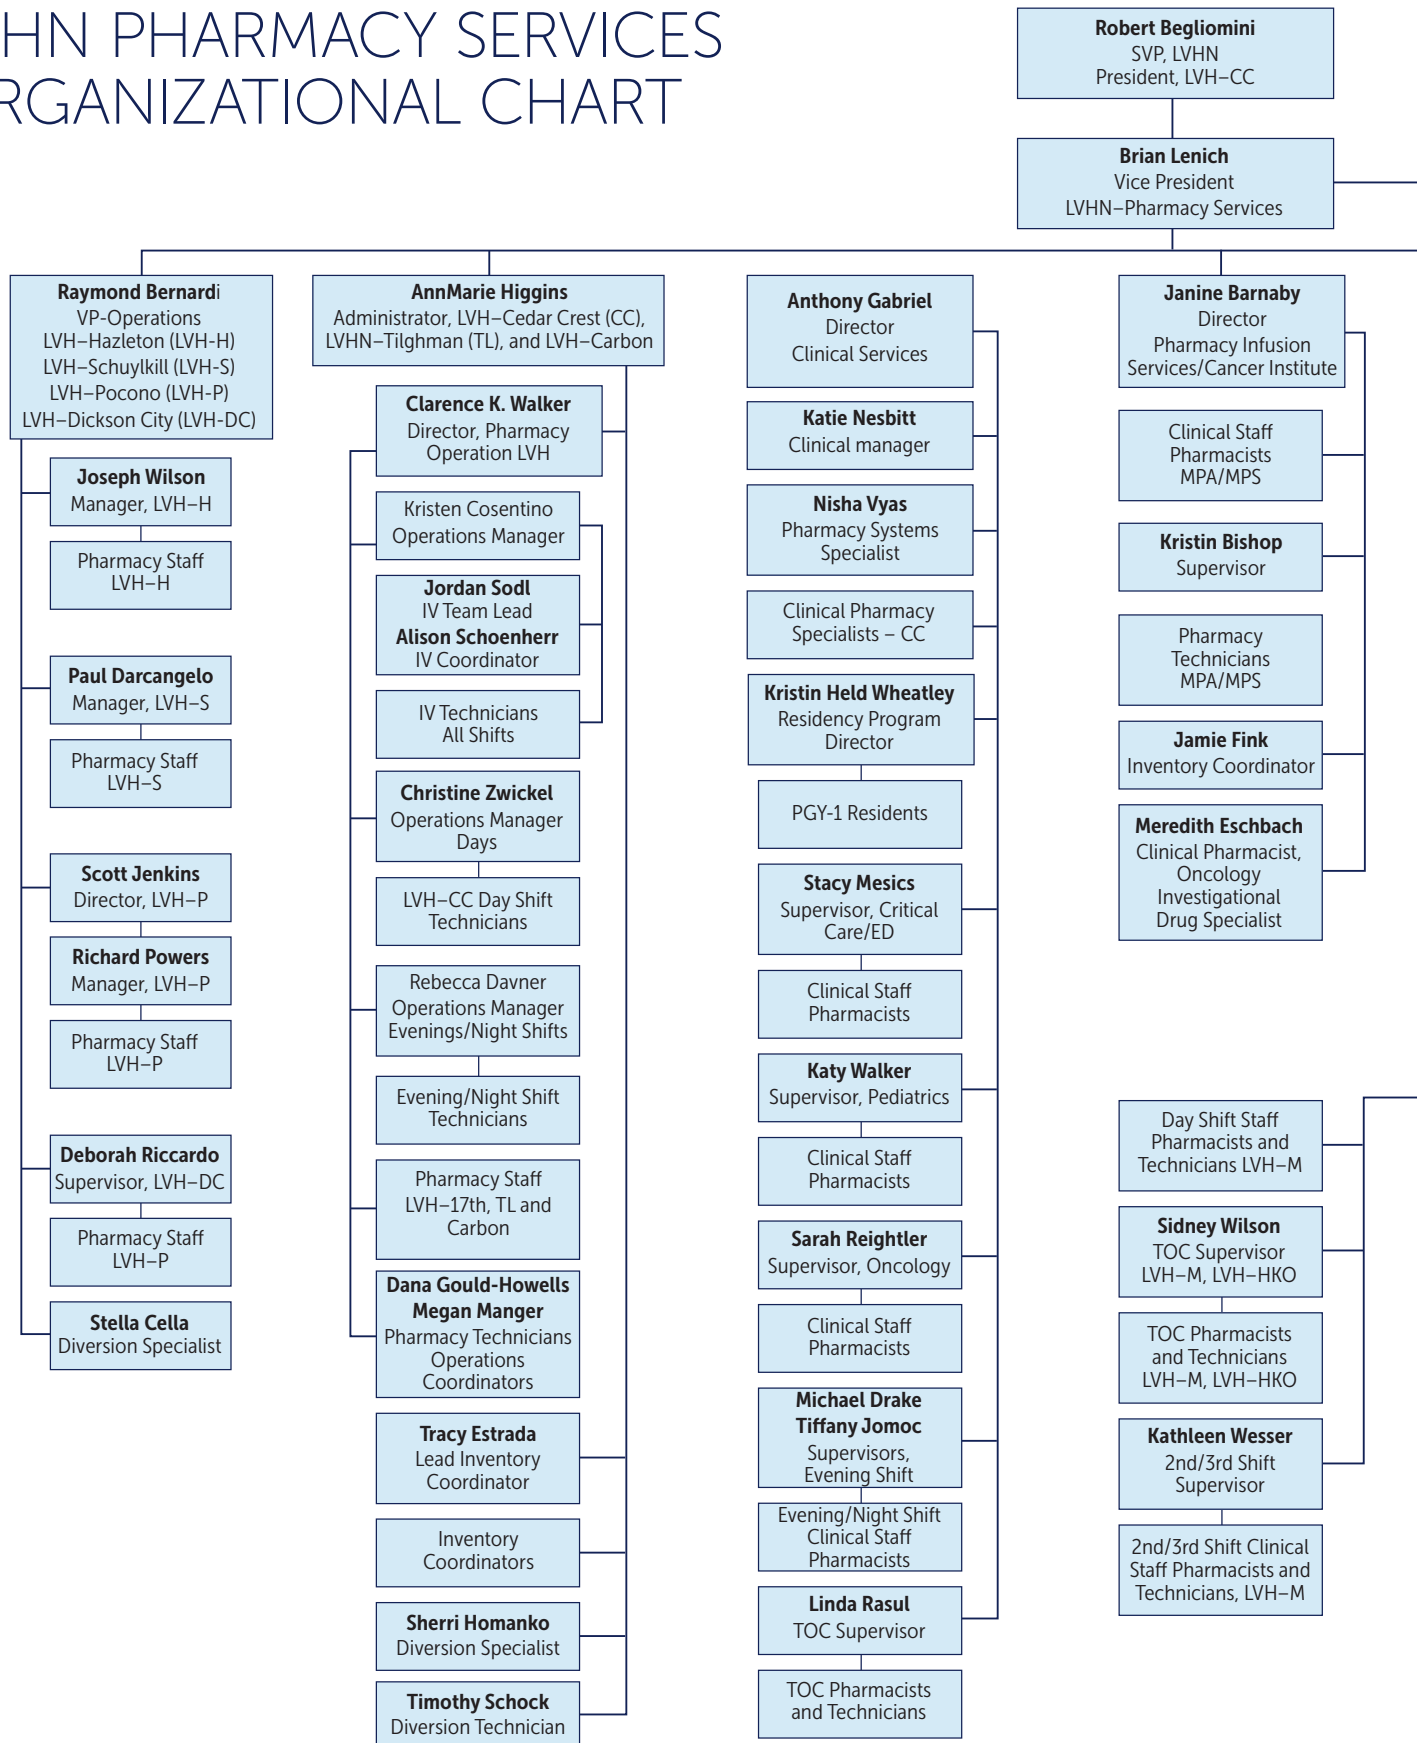 HN PHARMACY SERVICES
RGANIZATIONAL CHART
Robert Begliomini
SVP, LVHN
President, LVH–CC
Brian Lenich
Vice President
LVHN–Pharmacy Services
Raymond Bernardi
VP-Operations
LVH–Hazleton (LVH-H)
LVH–Schuylkill (LVH-S)
LVH–Pocono (LVH-P)
LVH–Dickson City (LVH-DC)
Joseph Wilson
Manager, LVH–H
Pharmacy Staff
LVH–H
Paul Darcangelo
Manager, LVH–S
Pharmacy Staff
LVH–S
Scott Jenkins
Director, LVH–P
Richard Powers
Manager, LVH–P
Pharmacy Staff
LVH–P
Deborah Riccardo
Supervisor, LVH–DC
Pharmacy Staff
LVH–P
Stella Cella
Diversion Specialist
AnnMarie Higgins
Administrator, LVH–Cedar Crest (CC),
LVHN–Tilghman (TL), and LVH–Carbon
Clarence K. Walker
Director, Pharmacy
Operation LVH
Kristen Cosentino
Operations Manager
Jordan Sodl
IV Team Lead
Alison Schoenherr
IV Coordinator
IV Technicians
All Shifts
Christine Zwickel
Operations Manager
Days
LVH–CC Day Shift
Technicians
Rebecca Davner
Operations Manager
Evenings/Night Shifts
Evening/Night Shift
Technicians
Pharmacy Staff
LVH–17th, TL and
Carbon
Dana Gould-Howells
Megan Manger
Pharmacy Technicians
Operations
Coordinators
Tracy Estrada
Lead Inventory
Coordinator
Inventory
Coordinators
Sherri Homanko
Diversion Specialist
Timothy Schock
Diversion Technician
Anthony Gabriel
Director
Clinical Services
Katie Nesbitt
Clinical manager
Nisha Vyas
Pharmacy Systems
Specialist
Clinical Pharmacy
Specialists – CC
Kristin Held Wheatley
Residency Program
Director
PGY-1 Residents
Stacy Mesics
Supervisor, Critical
Care/ED
Clinical Staff
Pharmacists
Katy Walker
Supervisor, Pediatrics
Clinical Staff
Pharmacists
Sarah Reightler
Supervisor, Oncology
Clinical Staff
Pharmacists
Michael Drake
Tiffany Jomoc
Supervisors,
Evening Shift
Evening/Night Shift
Clinical Staff
Pharmacists
Linda Rasul
TOC Supervisor
TOC Pharmacists
and Technicians
Janine Barnaby
Director
Pharmacy Infusion
Services/Cancer Institute
Clinical Staff
Pharmacists
MPA/MPS
Kristin Bishop
Supervisor
Pharmacy
Technicians
MPA/MPS
Jamie Fink
Inventory Coordinator
Meredith Eschbach
Clinical Pharmacist,
Oncology
Investigational
Drug Specialist
Day Shift Staff
Pharmacists and
Technicians LVH–M
Sidney Wilson
TOC Supervisor
LVH–M, LVH–HKO
TOC Pharmacists
and Technicians
LVH–M, LVH–HKO
Kathleen Wesser
2nd/3rd Shift
Supervisor
2nd/3rd Shift Clinical
Staff Pharmacists and
Technicians, LVH–M